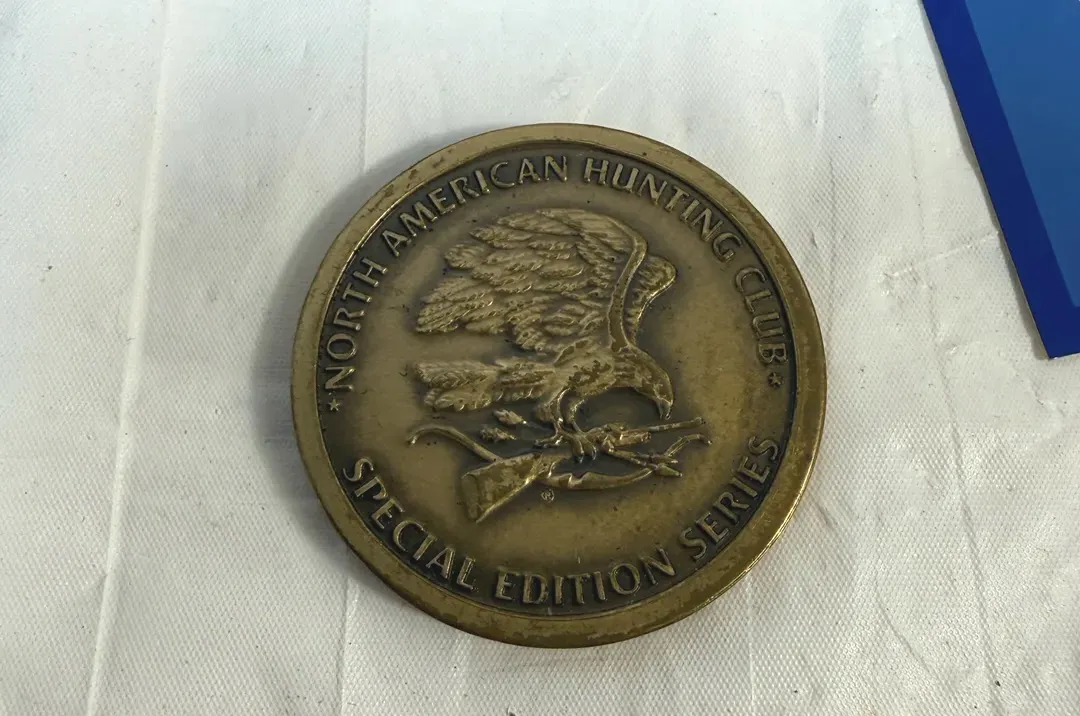 NORTH AMERICAN HUNTING CLUB
SPECIAL EDITION SERIES
®